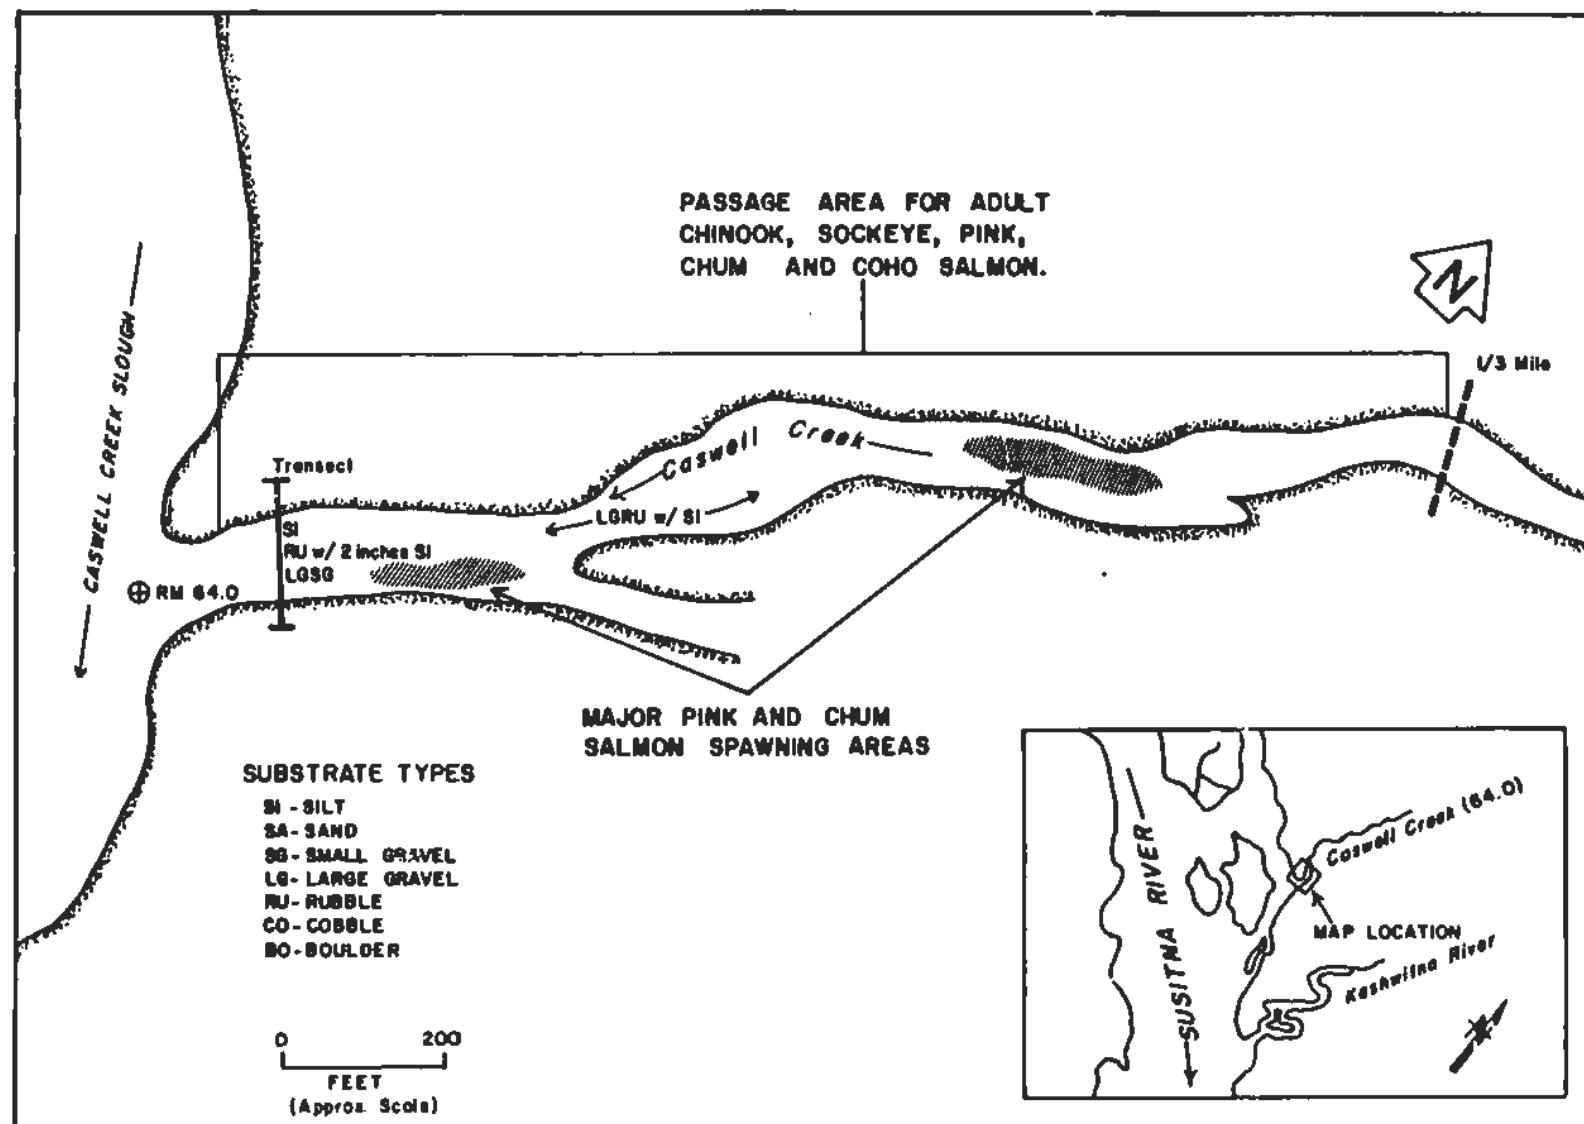 PASSAGE AREA FOR ADULT
CHINOOK, SOCKEYE, PINK,
CHUM AND COHO SALMON.
N
1/3 Mile
CASWELL CREEK SLOUGH
Caswell Creek
Transect
LGRU w/ SI
SI
RU w/ 2 inches SI
LGSG
RM 64.0
MAJOR PINK AND CHUM
SALMON SPAWNING AREAS
SUBSTRATE TYPES
SI - SILT
SA - SAND
SG - SMALL GRAVEL
LG - LARGE GRAVEL
RU - RUBBLE
CO - COBBLE
BO - BOULDER
0 200
FEET
(Approx. Scale)
SUSITNA RIVER
Caswell Creek (64.0)
MAP LOCATION
Kashwitna River